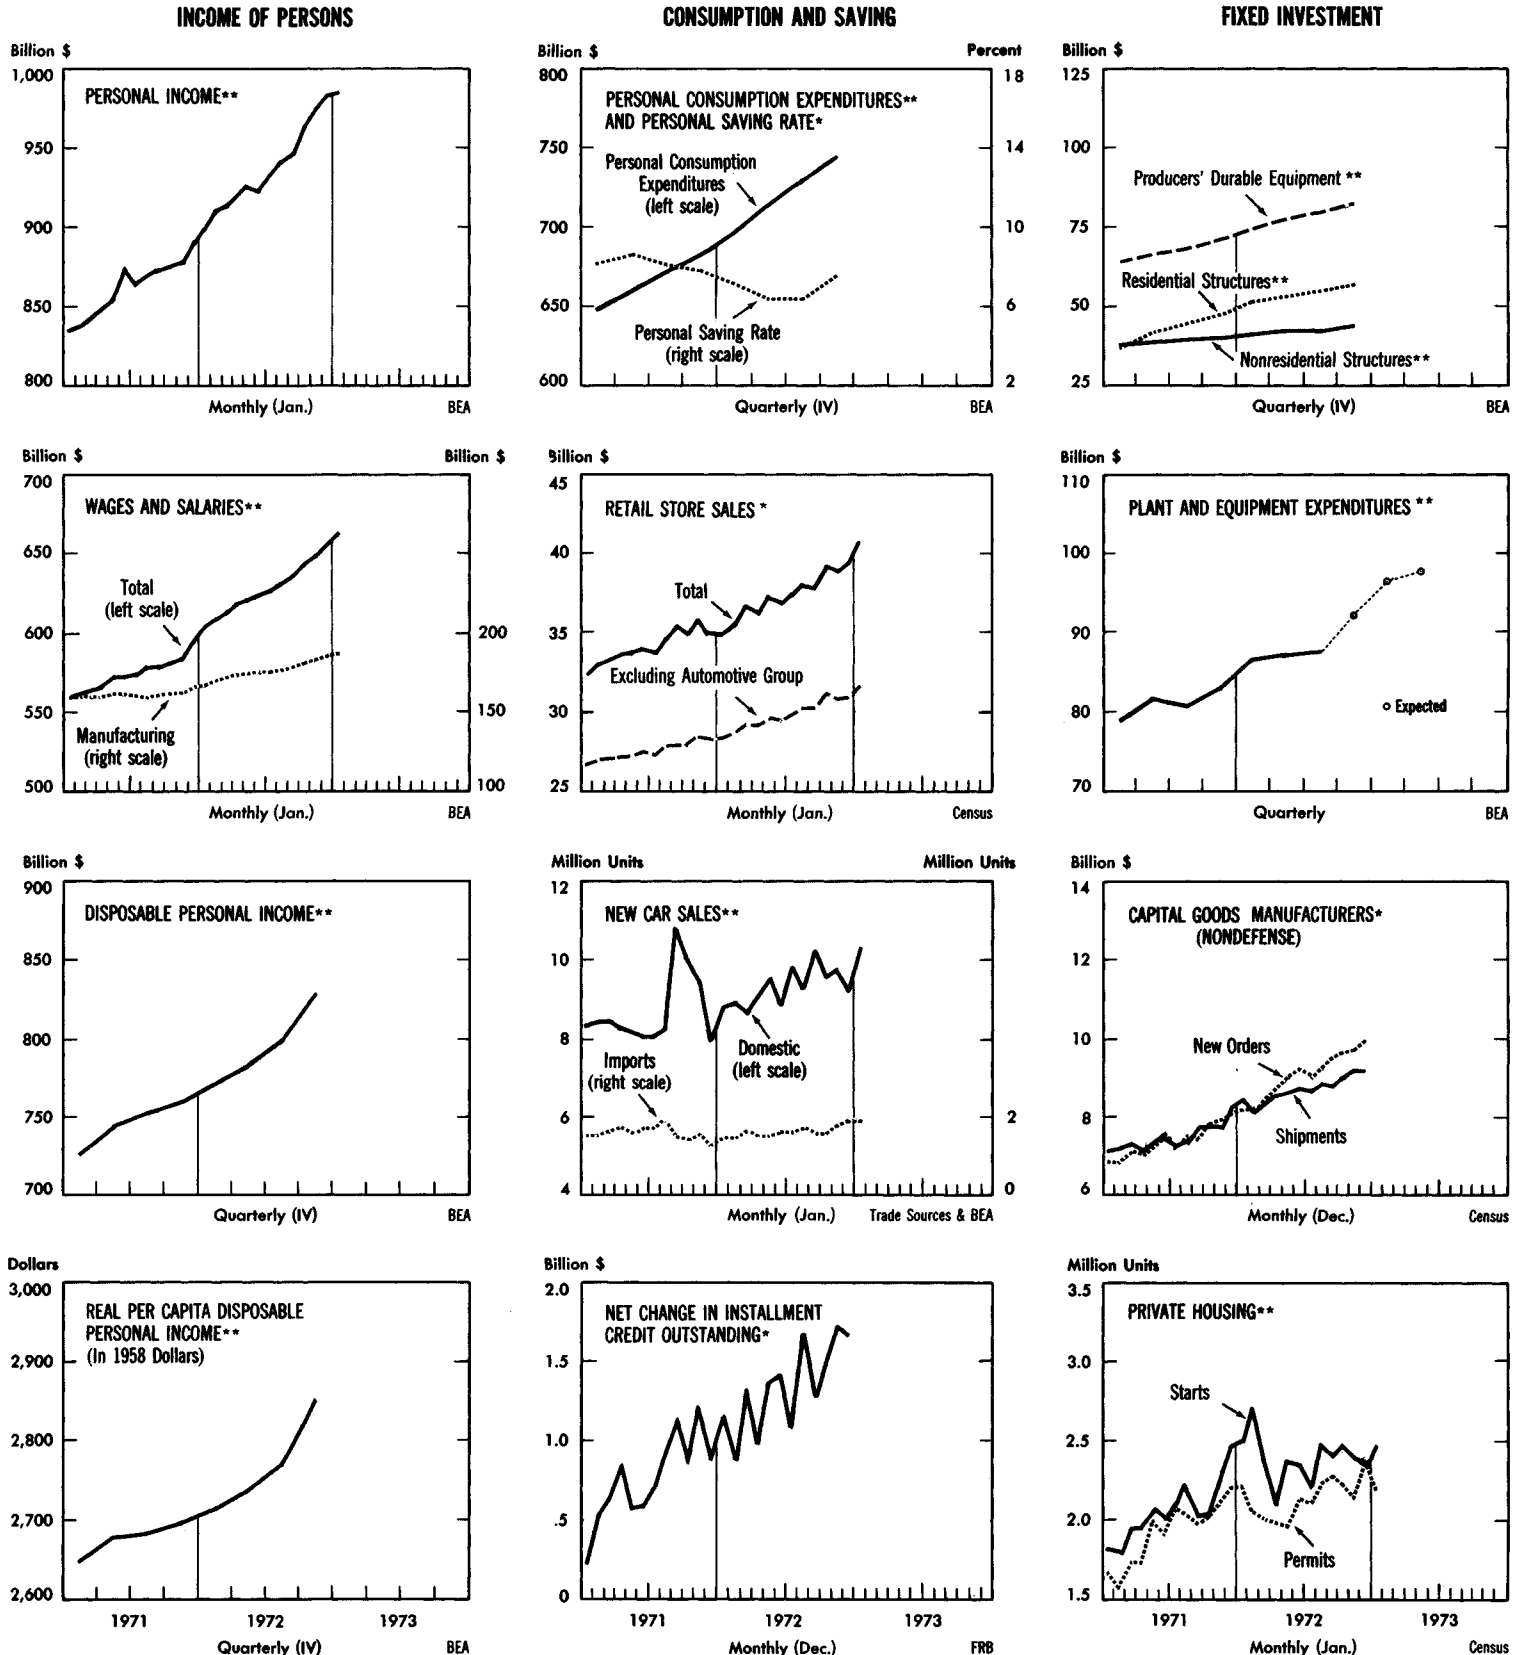 INCOME OF PERSONS
CONSUMPTION AND SAVING
FIXED INVESTMENT
Billion $
1,000
950
900
850
800
PERSONAL INCOME**
Monthly (Jan.)
BEA
Billion $
Percent
800
750
700
650
600
18
14
10
6
2
PERSONAL CONSUMPTION EXPENDITURES**
AND PERSONAL SAVING RATE*
Personal Consumption
Expenditures
(left scale)
Personal Saving Rate
(right scale)
Quarterly (IV)
BEA
Billion $
125
100
75
50
25
Producers' Durable Equipment **
Residential Structures**
Nonresidential Structures**
Quarterly (IV)
BEA
Billion $
Billion $
700
650
600
550
500
200
150
100
WAGES AND SALARIES**
Total
(left scale)
Manufacturing
(right scale)
Monthly (Jan.)
BEA
Billion $
45
40
35
30
25
RETAIL STORE SALES *
Total
Excluding Automotive Group
Monthly (Jan.)
Census
Billion $
110
100
90
80
70
PLANT AND EQUIPMENT EXPENDITURES **
o Expected
Quarterly
BEA
Billion $
900
850
800
750
700
DISPOSABLE PERSONAL INCOME**
Quarterly (IV)
BEA
Million Units
Million Units
12
10
8
6
4
2
0
NEW CAR SALES**
Imports
(right scale)
Domestic
(left scale)
Monthly (Jan.)
Trade Sources & BEA
Billion $
14
12
10
8
6
CAPITAL GOODS MANUFACTURERS*
(NONDEFENSE)
New Orders
Shipments
Monthly (Dec.)
Census
Dollars
3,000
2,900
2,800
2,700
2,600
REAL PER CAPITA DISPOSABLE
PERSONAL INCOME**
(In 1958 Dollars)
1971
1972
1973
Quarterly (IV)
BEA
Billion $
2.0
1.5
1.0
.5
0
NET CHANGE IN INSTALLMENT
CREDIT OUTSTANDING*
1971
1972
1973
Monthly (Dec.)
FRB
Million Units
3.5
3.0
2.5
2.0
1.5
PRIVATE HOUSING**
Starts
Permits
1971
1972
1973
Monthly (Jan.)
Census